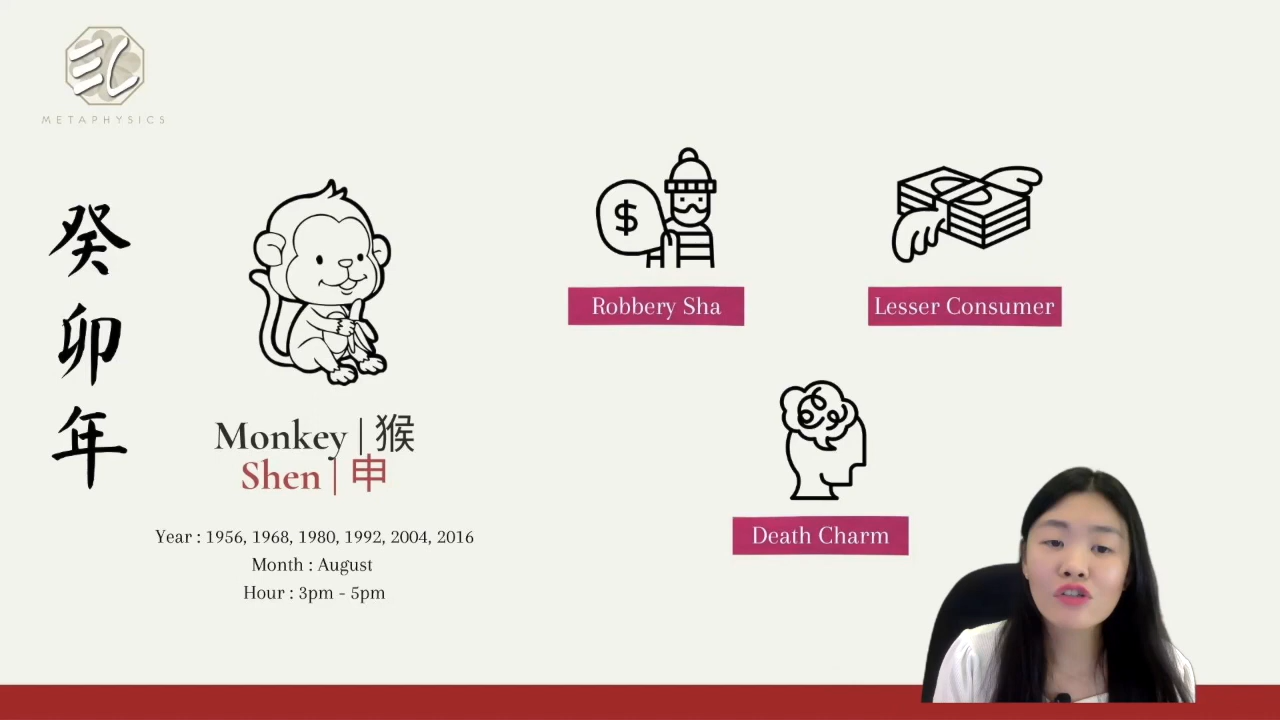 METAPHYSICS
癸
卯
年
Monkey | 猴
Shen | 申
Year : 1956, 1968, 1980, 1992, 2004, 2016
Month : August
Hour : 3pm - 5pm
$
Robbery Sha
Lesser Consumer
Death Charm